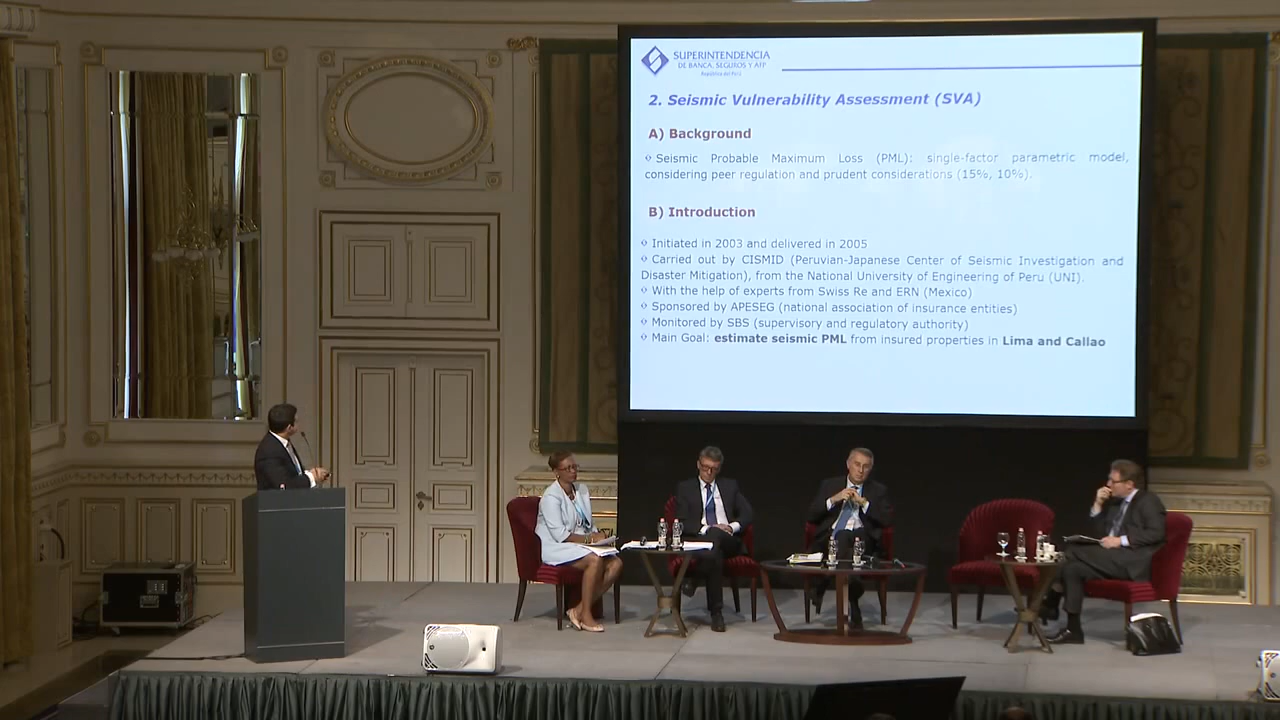 SUPERINTENDENCIA
DE BANCA, SEGUROS Y AFP
República del Perú
2. Seismic Vulnerability Assessment (SVA)
A) Background
Seismic Probable Maximum Loss (PML): single-factor parametric model,
considering peer regulation and prudent considerations (15%, 10%).
B) Introduction
Initiated in 2003 and delivered in 2005
Carried out by CISMID (Peruvian-Japanese Center of Seismic Investigation and
Disaster Mitigation), from the National University of Engineering of Peru (UNI).
With the help of experts from Swiss Re and ERN (Mexico)
Sponsored by APESEG (national association of insurance entities)
Monitored by SBS (supervisory and regulatory authority)
Main Goal: estimate seismic PML from insured properties in Lima and Callao